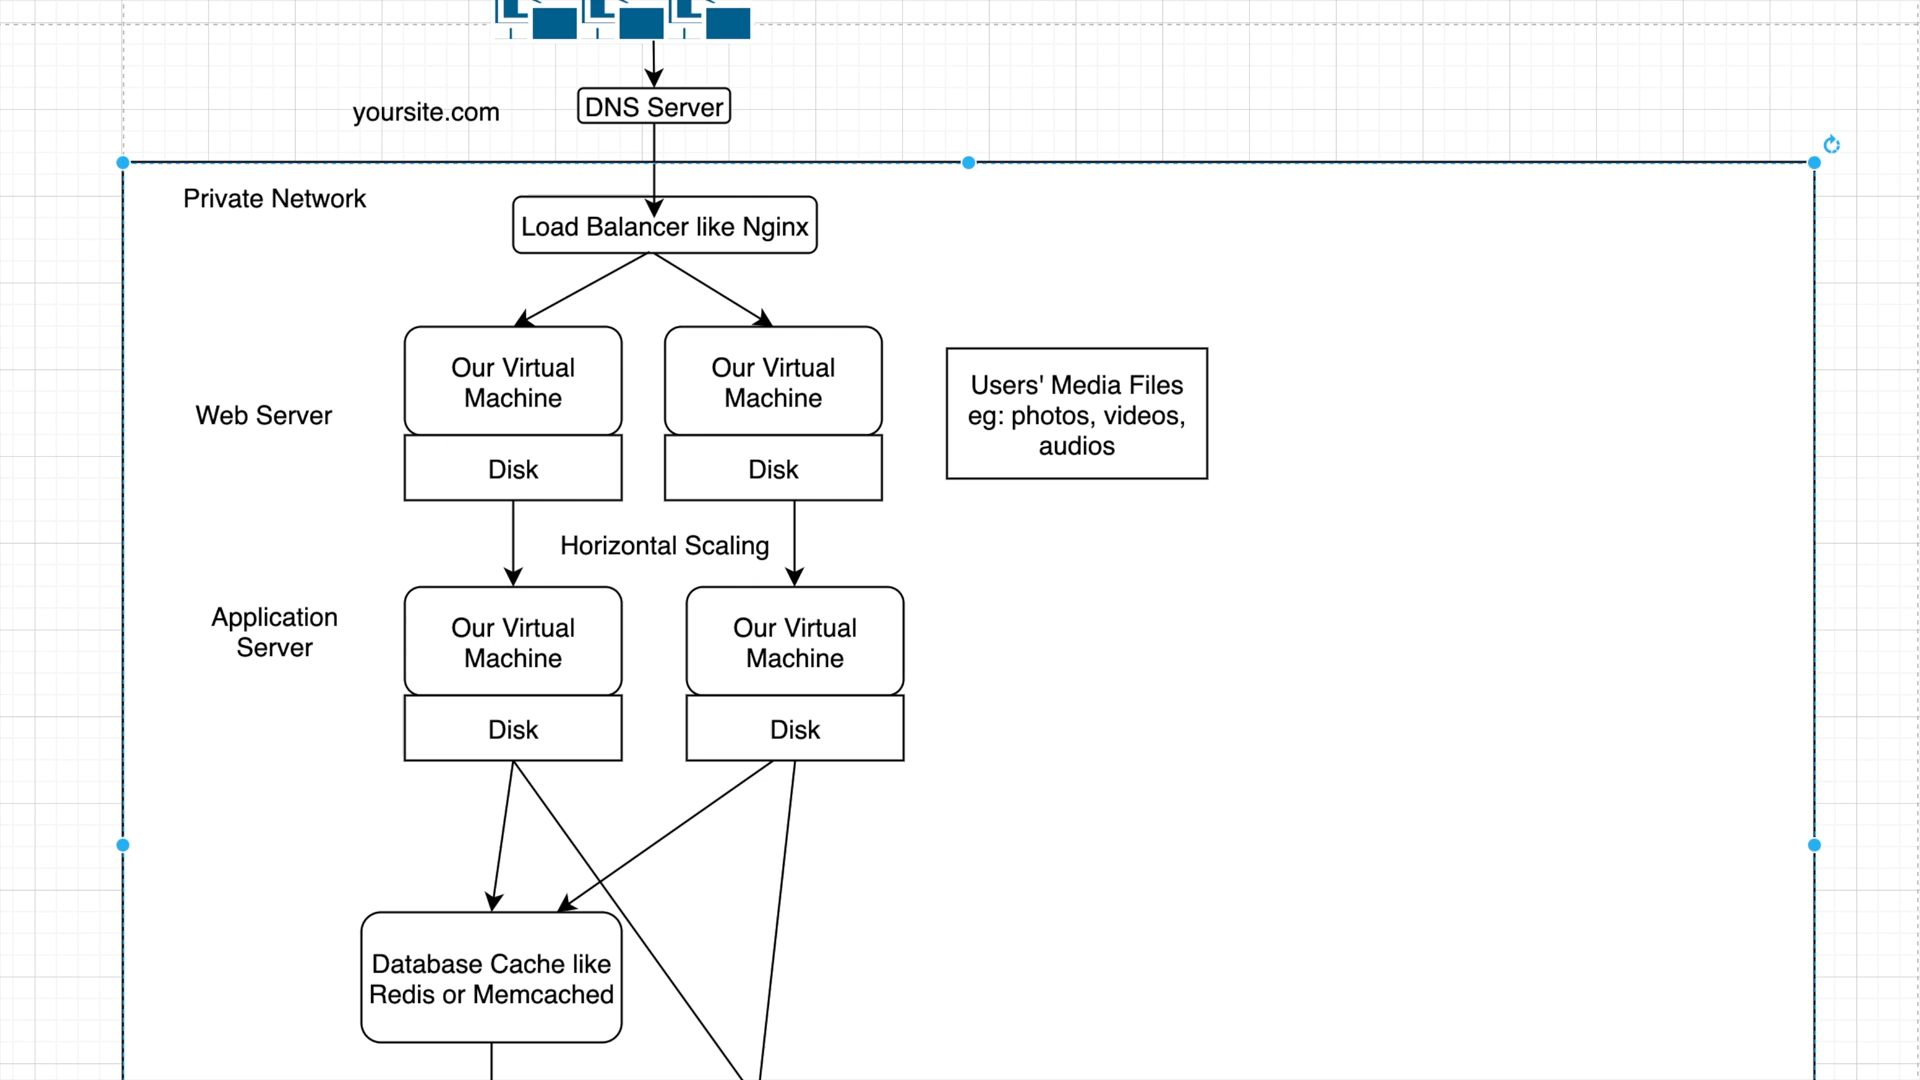 DNS Server
yoursite.com
Private Network
Load Balancer like Nginx
Our Virtual
Machine
Our Virtual
Machine
Users' Media Files
eg: photos, videos,
audios
Web Server
Disk
Disk
Horizontal Scaling
Application
Server
Our Virtual
Machine
Our Virtual
Machine
Disk
Disk
Database Cache like
Redis or Memcached